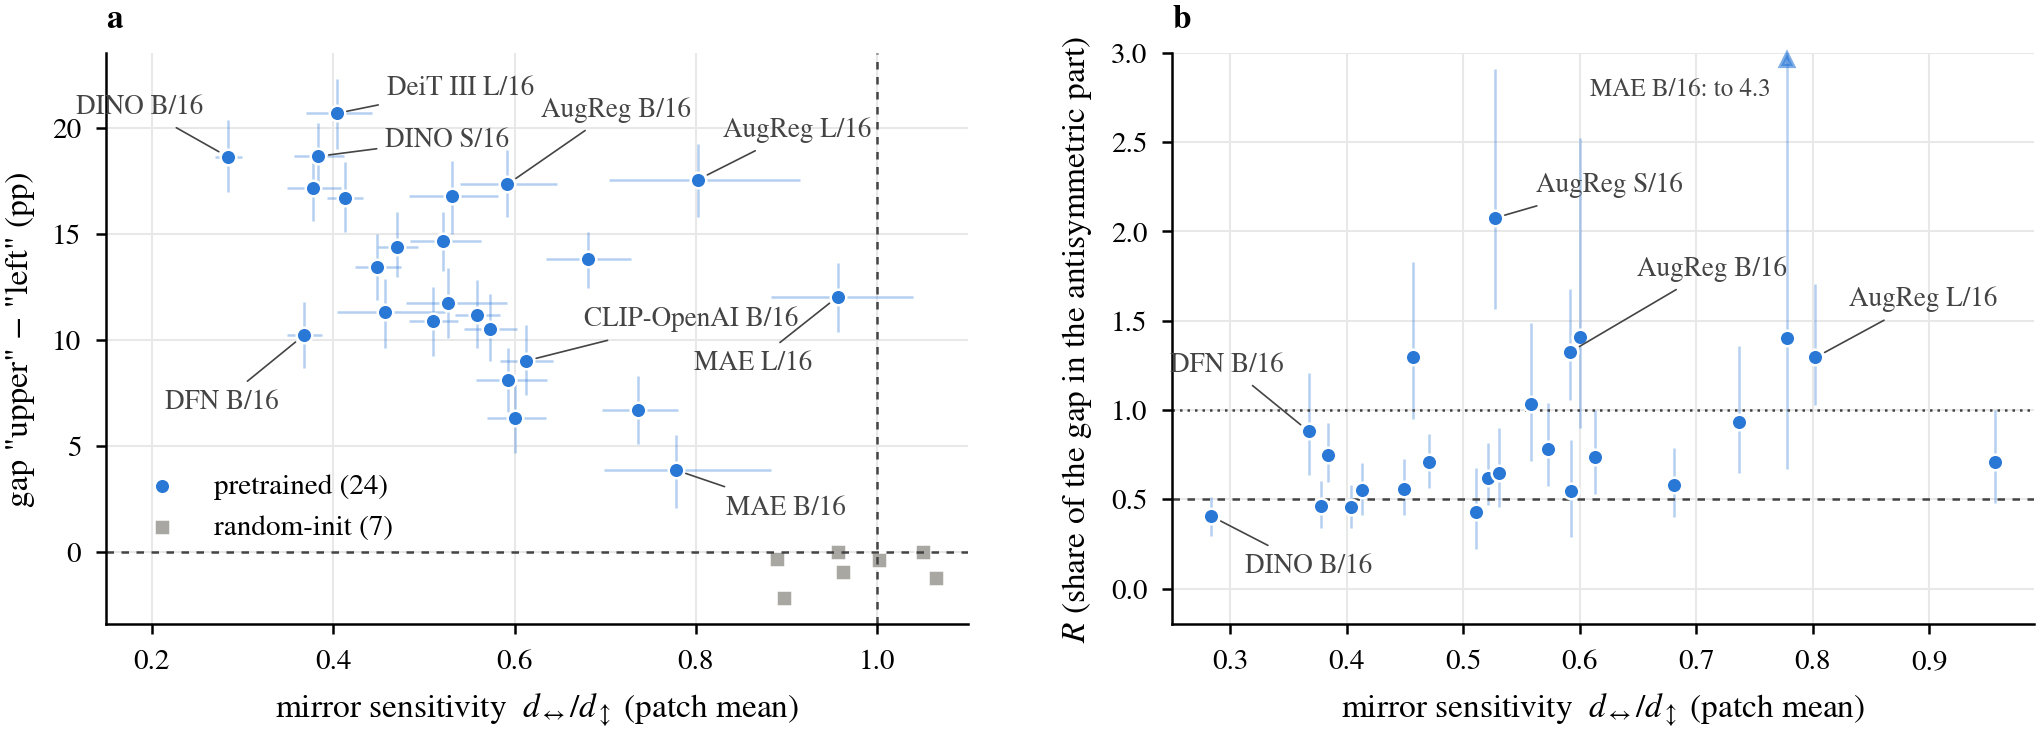 a
gap "upper" − "left" (pp)
20
15
10
5
0
DINO B/16
DeiT III L/16
DINO S/16
AugReg B/16
AugReg L/16
CLIP-OpenAI B/16
MAE L/16
DFN B/16
MAE B/16
pretrained (24)
random-init (7)
0.2 0.4 0.6 0.8 1.0
mirror sensitivity d↔/d↕ (patch mean)
b
R (share of the gap in the antisymmetric part)
3.0
2.5
2.0
1.5
1.0
0.5
0.0
MAE B/16: to 4.3
AugReg S/16
AugReg B/16
AugReg L/16
DFN B/16
DINO B/16
0.3 0.4 0.5 0.6 0.7 0.8 0.9
mirror sensitivity d↔/d↕ (patch mean)